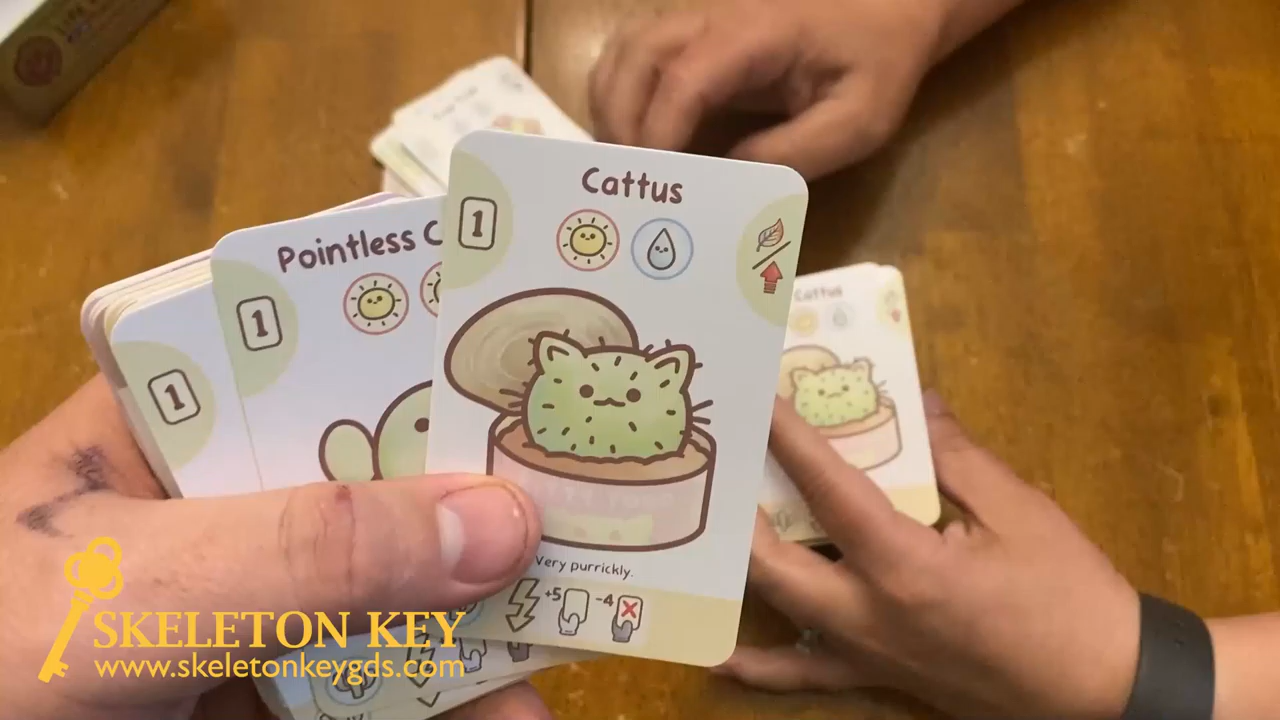 Cattus
1
Pointless C
1
1
Cattus
Very purrickly.
+5
-4
SKELETON KEY
www.skeletonkeygds.com